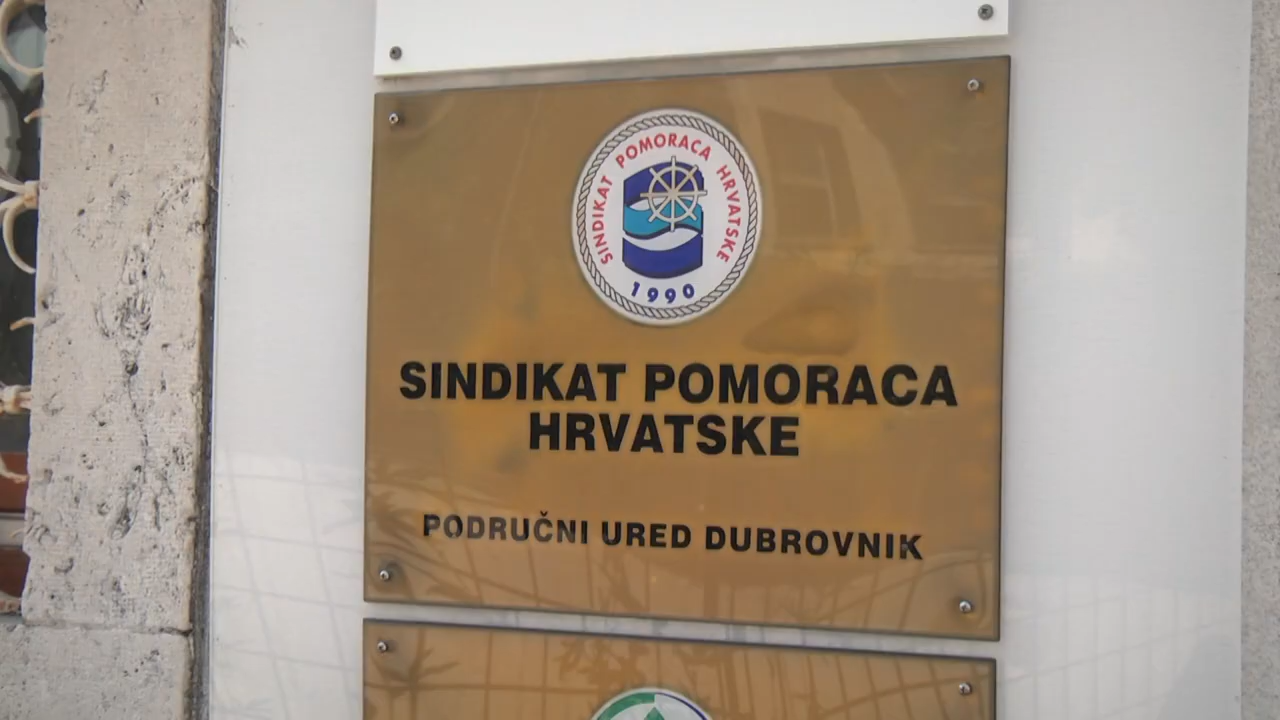 SINDIKAT POMORACA HRVATSKE
1990
SINDIKAT POMORACA
HRVATSKE
PODRUČNI URED DUBROVNIK